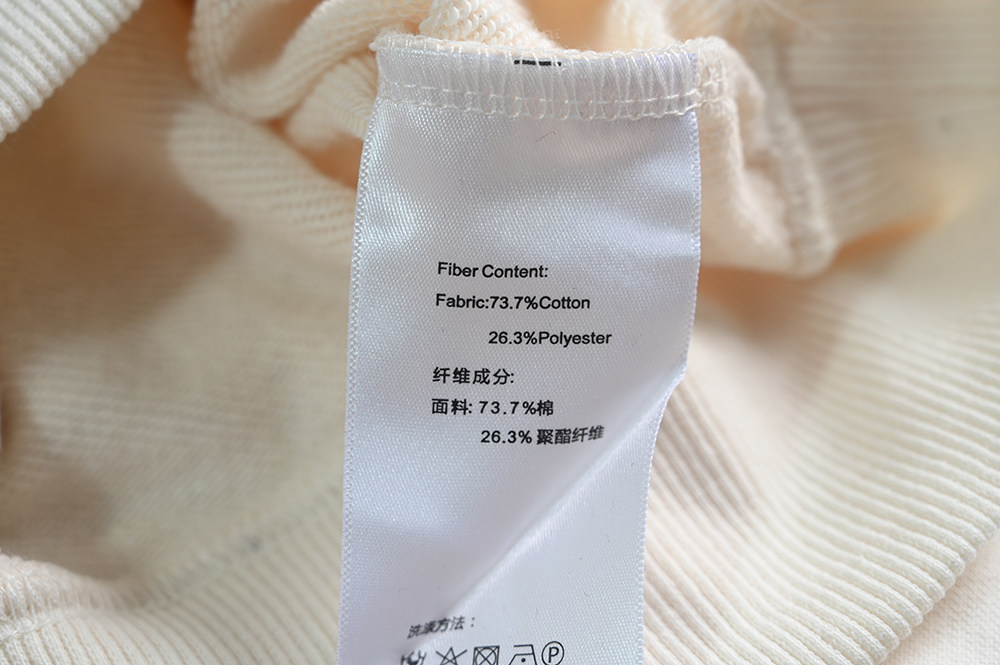 Fiber Content:
Fabric:73.7%Cotton
26.3%Polyester
纤维成分:
面料: 73.7%棉
26.3% 聚酯纤维
洗涤方法：
P